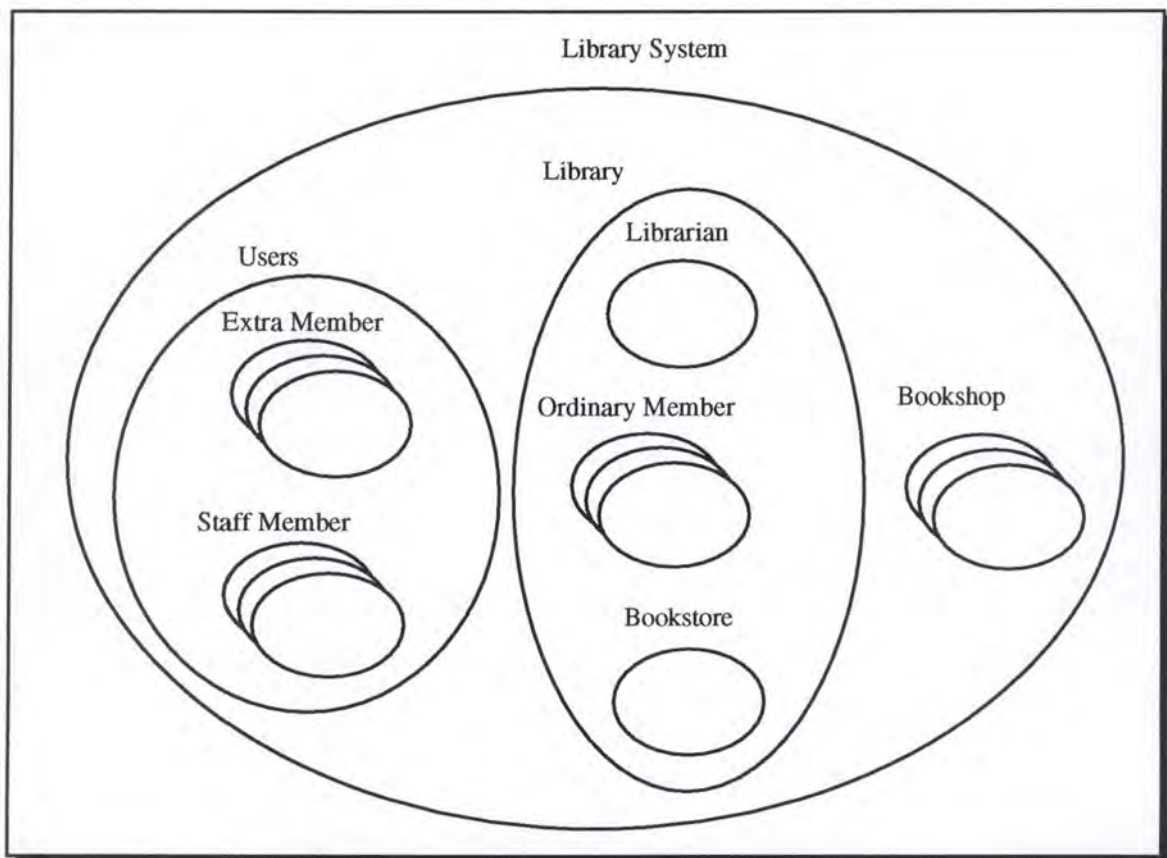 Library System
Library
Librarian
Users
Extra Member
Ordinary Member
Bookshop
Staff Member
Bookstore